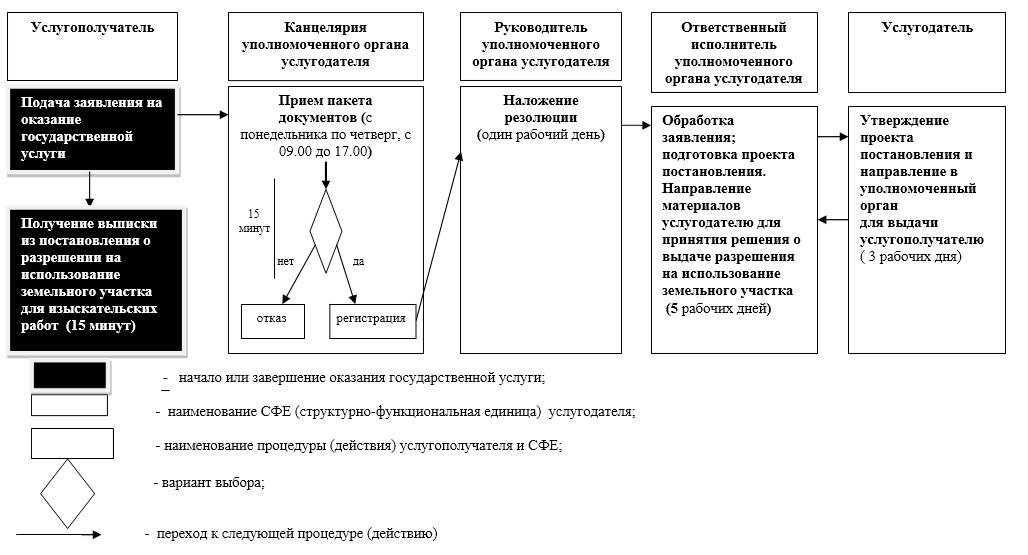 Услугополучатель
Канцелярия
уполномоченного органа
услугодателя
Руководитель
уполномоченного
органа услугодателя
Ответственный
исполнитель
уполномоченного
органа услугодателя
Услугодатель
Подача заявления на
оказание
государственной
услуги
Получение выписки
из постановления о
разрешении на
использование
земельного участка
для изыскательских
работ (15 минут)
Прием пакета
документов (с
понедельника по четверг, с
09.00 до 17.00)
15
минут
нет
да
отказ
регистрация
Наложение
резолюции
(один рабочий день)
Обработка
заявления;
подготовка проекта
постановления.
Направление
материалов
услугодателю для
принятия решения о
выдаче разрешения
на использование
земельного участка
(5 рабочих дней)
Утверждение
проекта
постановления и
направление в
уполномоченный
орган
для выдачи
услугополучателю
( 3 рабочих дня)
- начало или завершение оказания государственной услуги;
- наименование СФЕ (структурно-функциональная единица) услугодателя;
- наименование процедуры (действия) услугополучателя и СФЕ;
- вариант выбора;
- переход к следующей процедуре (действию)